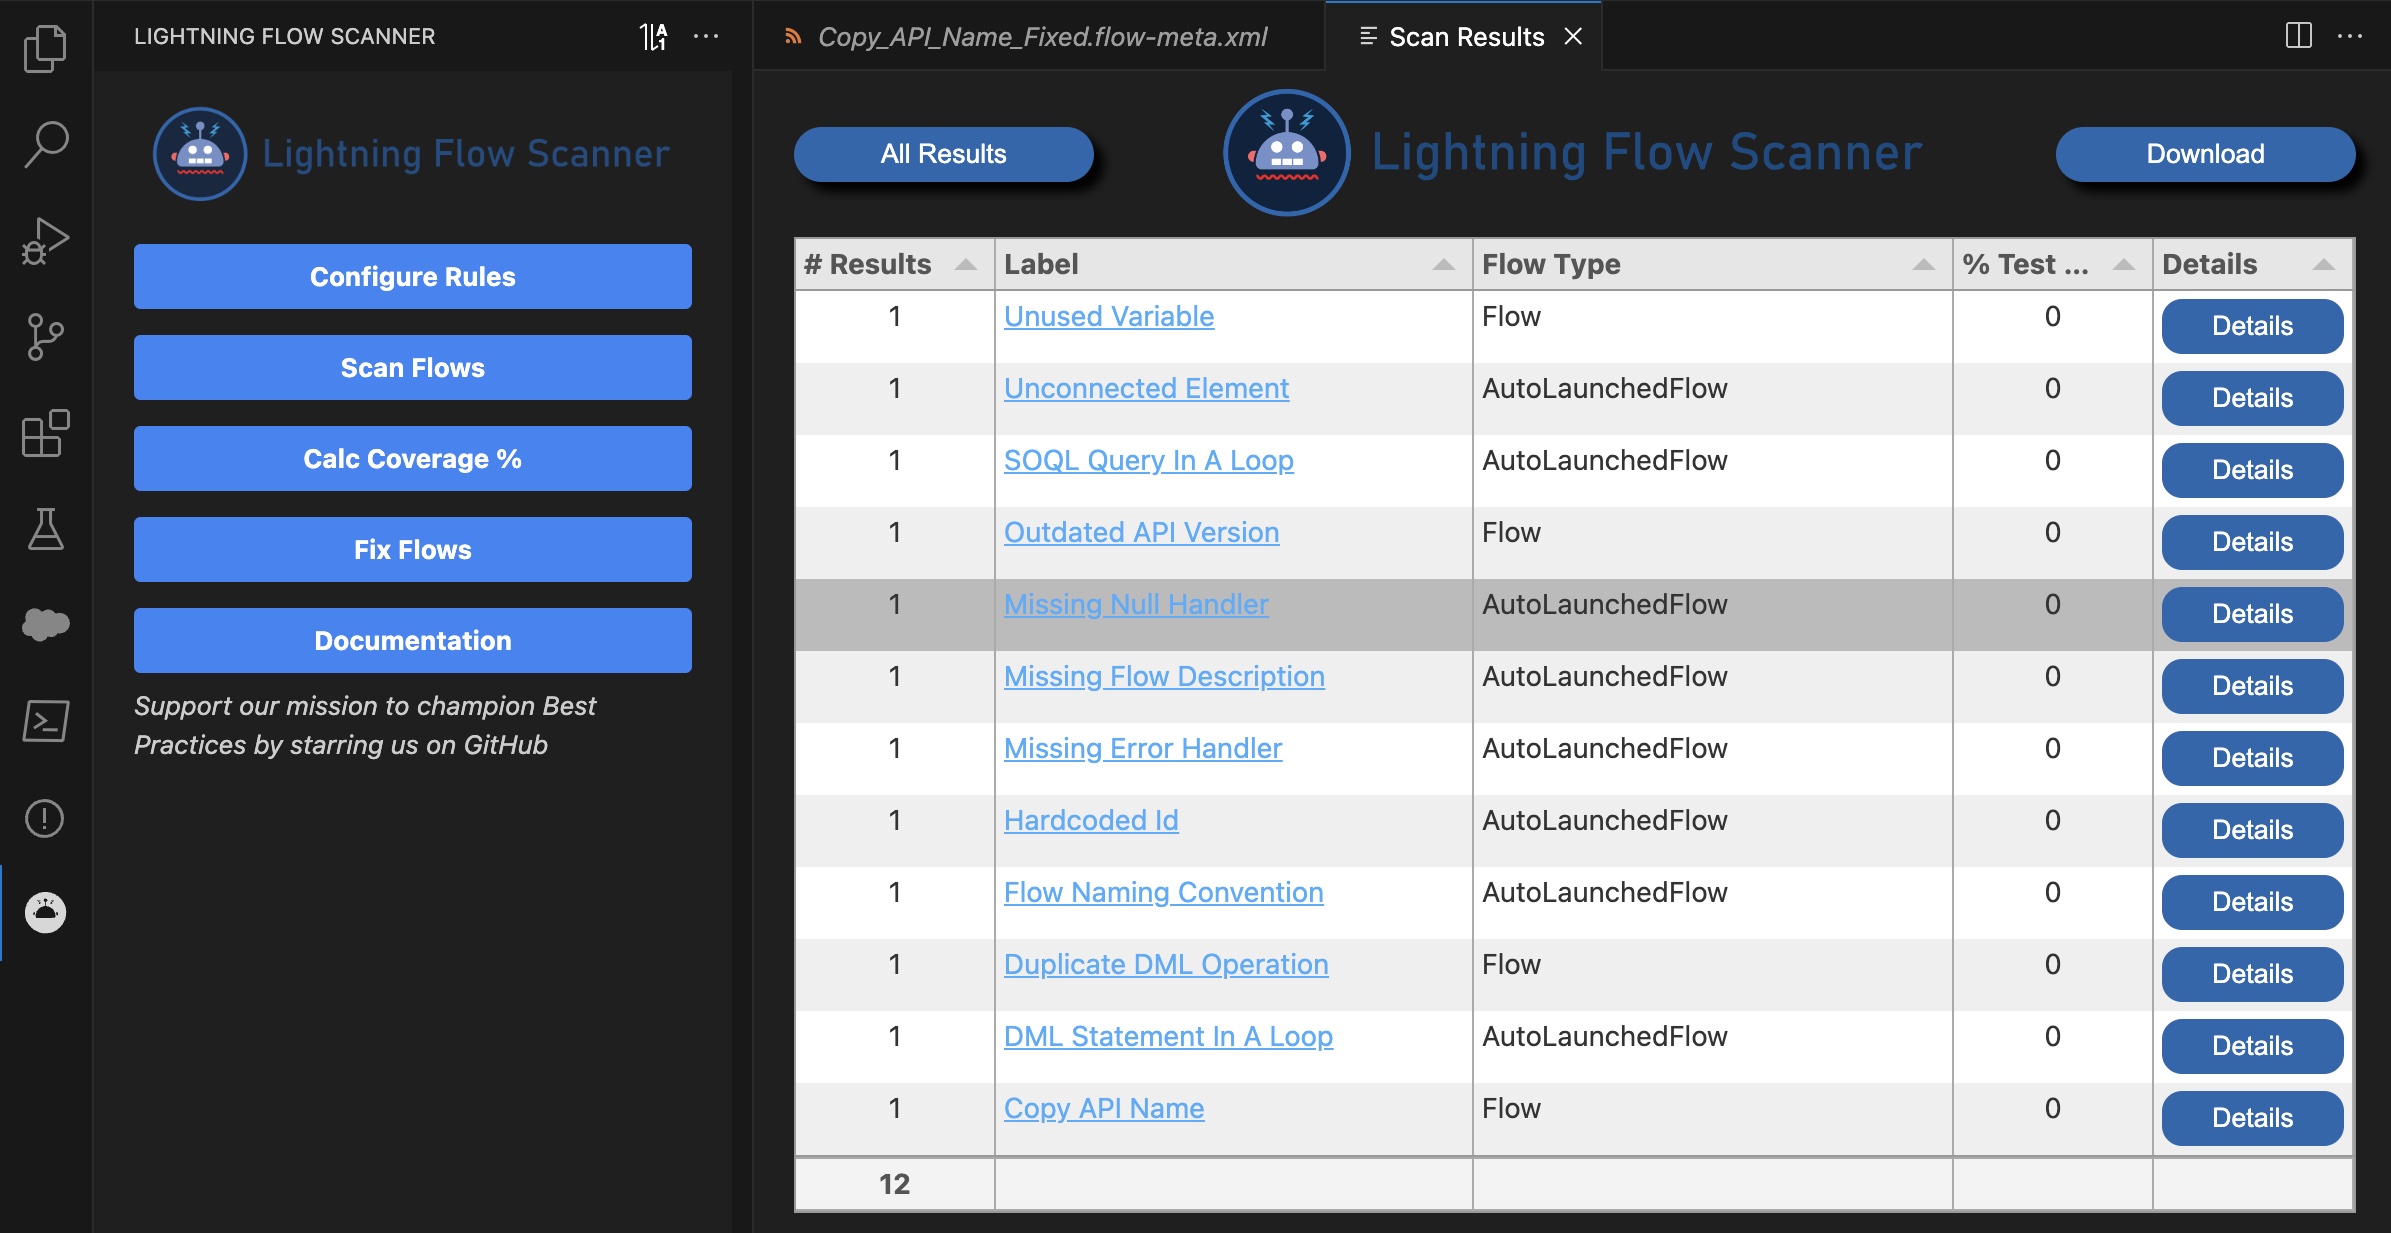 LIGHTNING FLOW SCANNER
Copy_API_Name_Fixed.flow-meta.xml
Scan Results
Lightning Flow Scanner
Configure Rules
Scan Flows
Calc Coverage %
Fix Flows
Documentation
Support our mission to champion Best
Practices by starring us on GitHub
All Results
Lightning Flow Scanner
Download
# Results Label Flow Type % Test ... Details
1 Unused Variable Flow 0 Details
1 Unconnected Element AutoLaunchedFlow 0 Details
1 SOQL Query In A Loop AutoLaunchedFlow 0 Details
1 Outdated API Version Flow 0 Details
1 Missing Null Handler AutoLaunchedFlow 0 Details
1 Missing Flow Description AutoLaunchedFlow 0 Details
1 Missing Error Handler AutoLaunchedFlow 0 Details
1 Hardcoded Id AutoLaunchedFlow 0 Details
1 Flow Naming Convention AutoLaunchedFlow 0 Details
1 Duplicate DML Operation Flow 0 Details
1 DML Statement In A Loop AutoLaunchedFlow 0 Details
1 Copy API Name Flow 0 Details
12